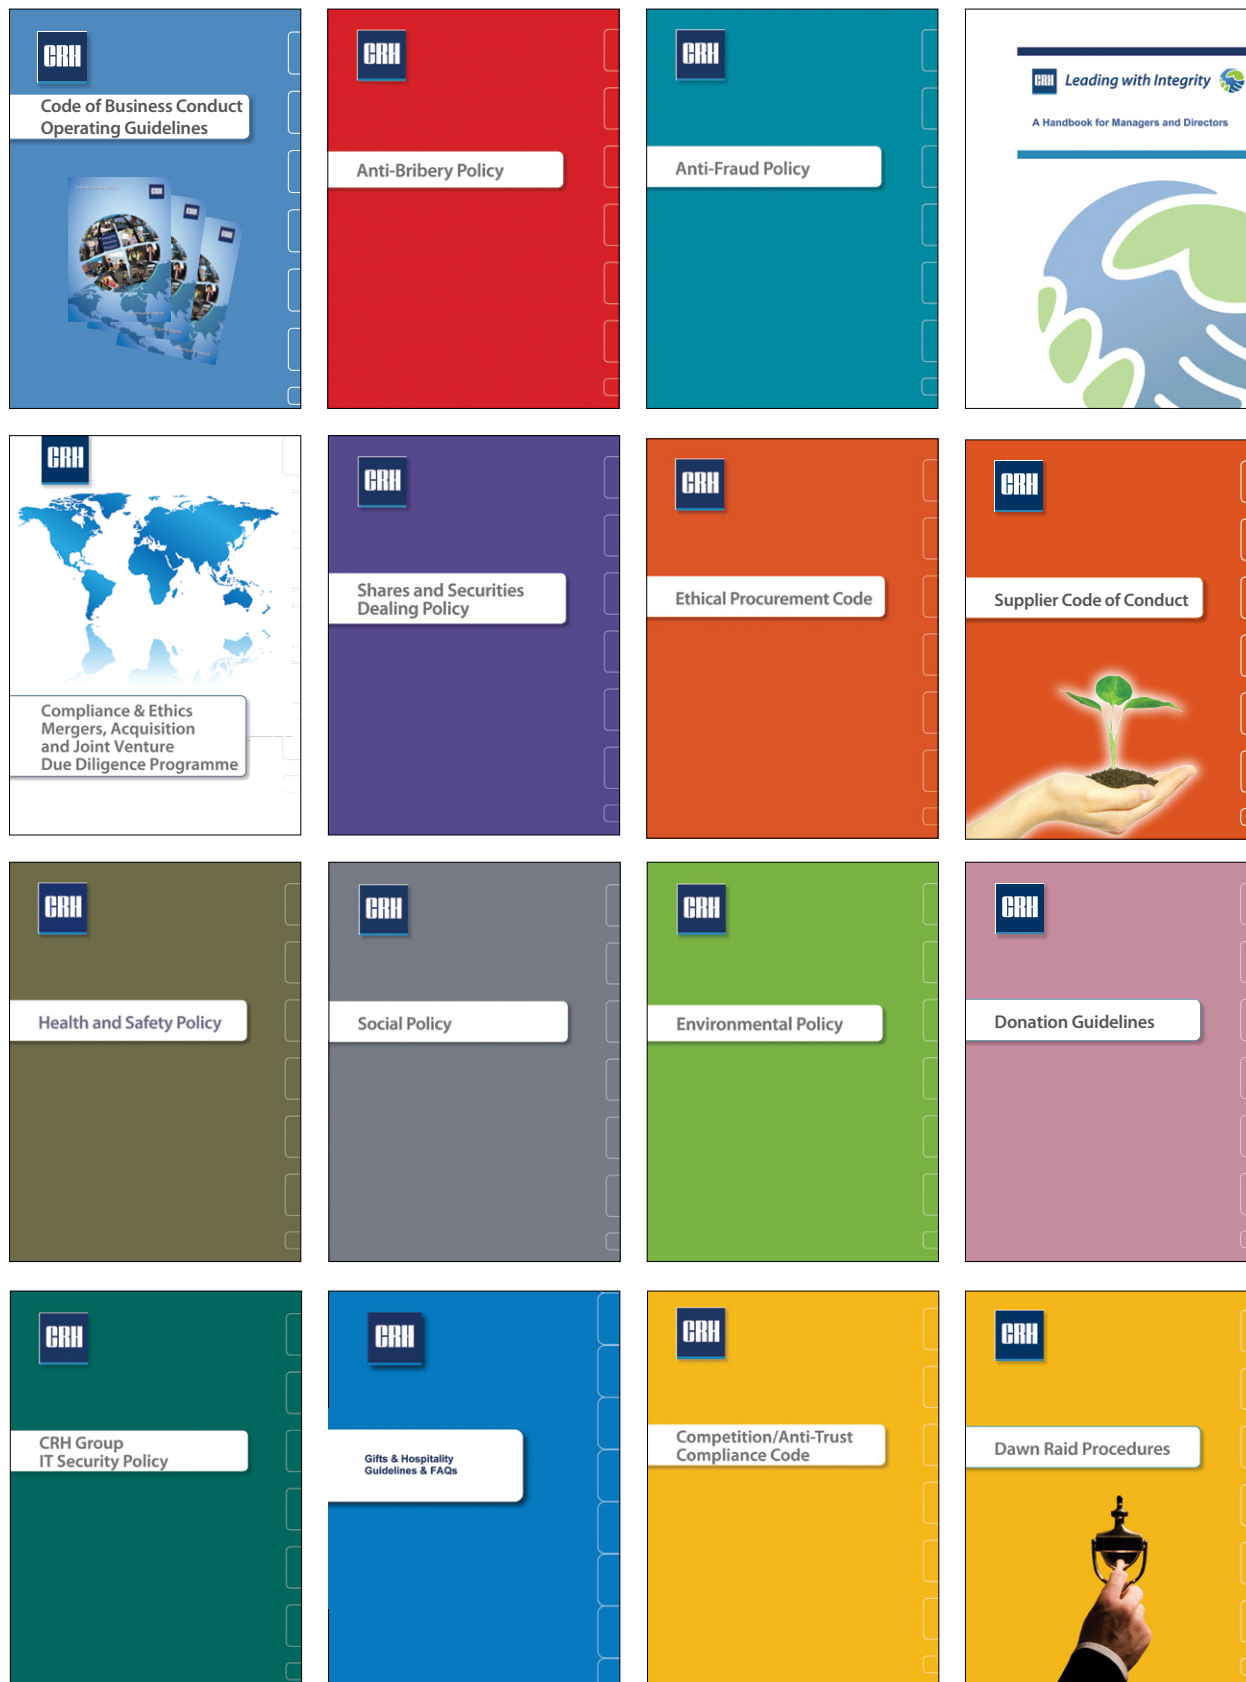 CRH
Code of Business Conduct
Operating Guidelines
CRH
Anti-Bribery Policy
CRH
Anti-Fraud Policy
CRH Leading with Integrity
A Handbook for Managers and Directors
CRH
Compliance & Ethics
Mergers, Acquisition
and Joint Venture
Due Diligence Programme
CRH
Shares and Securities
Dealing Policy
CRH
Ethical Procurement Code
CRH
Supplier Code of Conduct
CRH
Health and Safety Policy
CRH
Social Policy
CRH
Environmental Policy
CRH
Donation Guidelines
CRH
CRH Group
IT Security Policy
CRH
Gifts & Hospitality
Guidelines & FAQs
CRH
Competition/Anti-Trust
Compliance Code
CRH
Dawn Raid Procedures